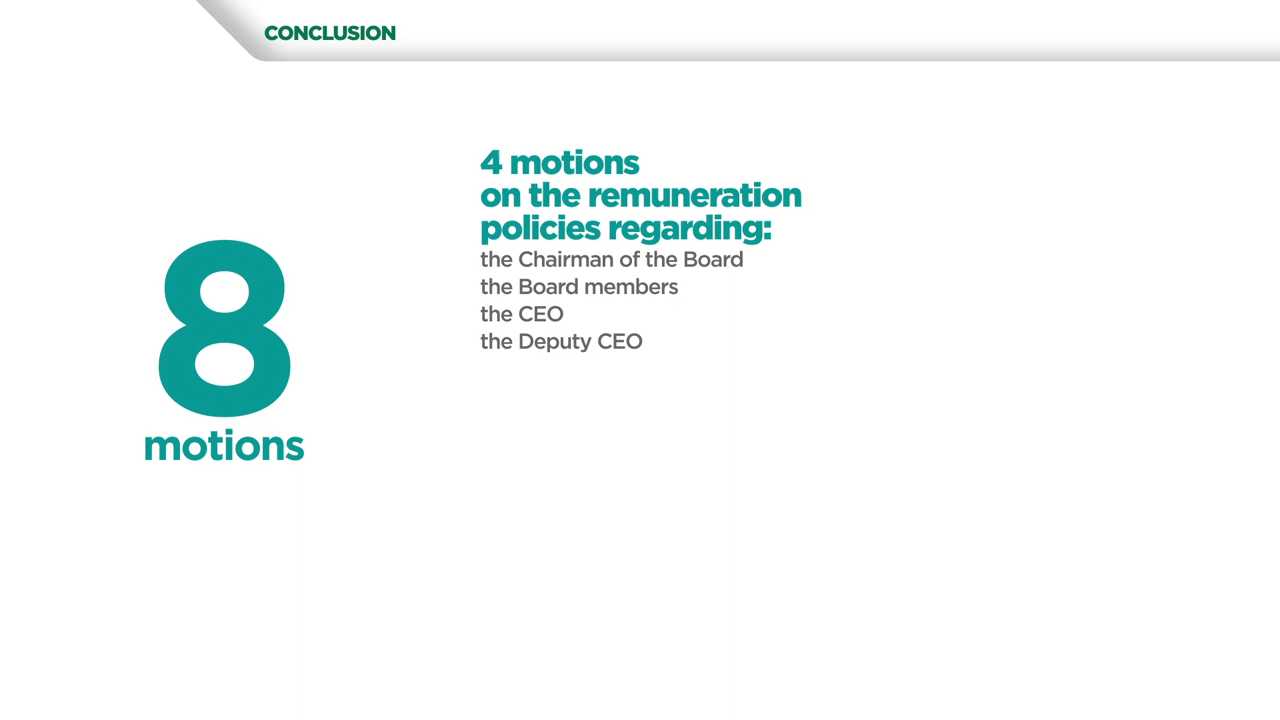 CONCLUSION
8
motions
4 motions
on the remuneration
policies regarding:
the Chairman of the Board
the Board members
the CEO
the Deputy CEO